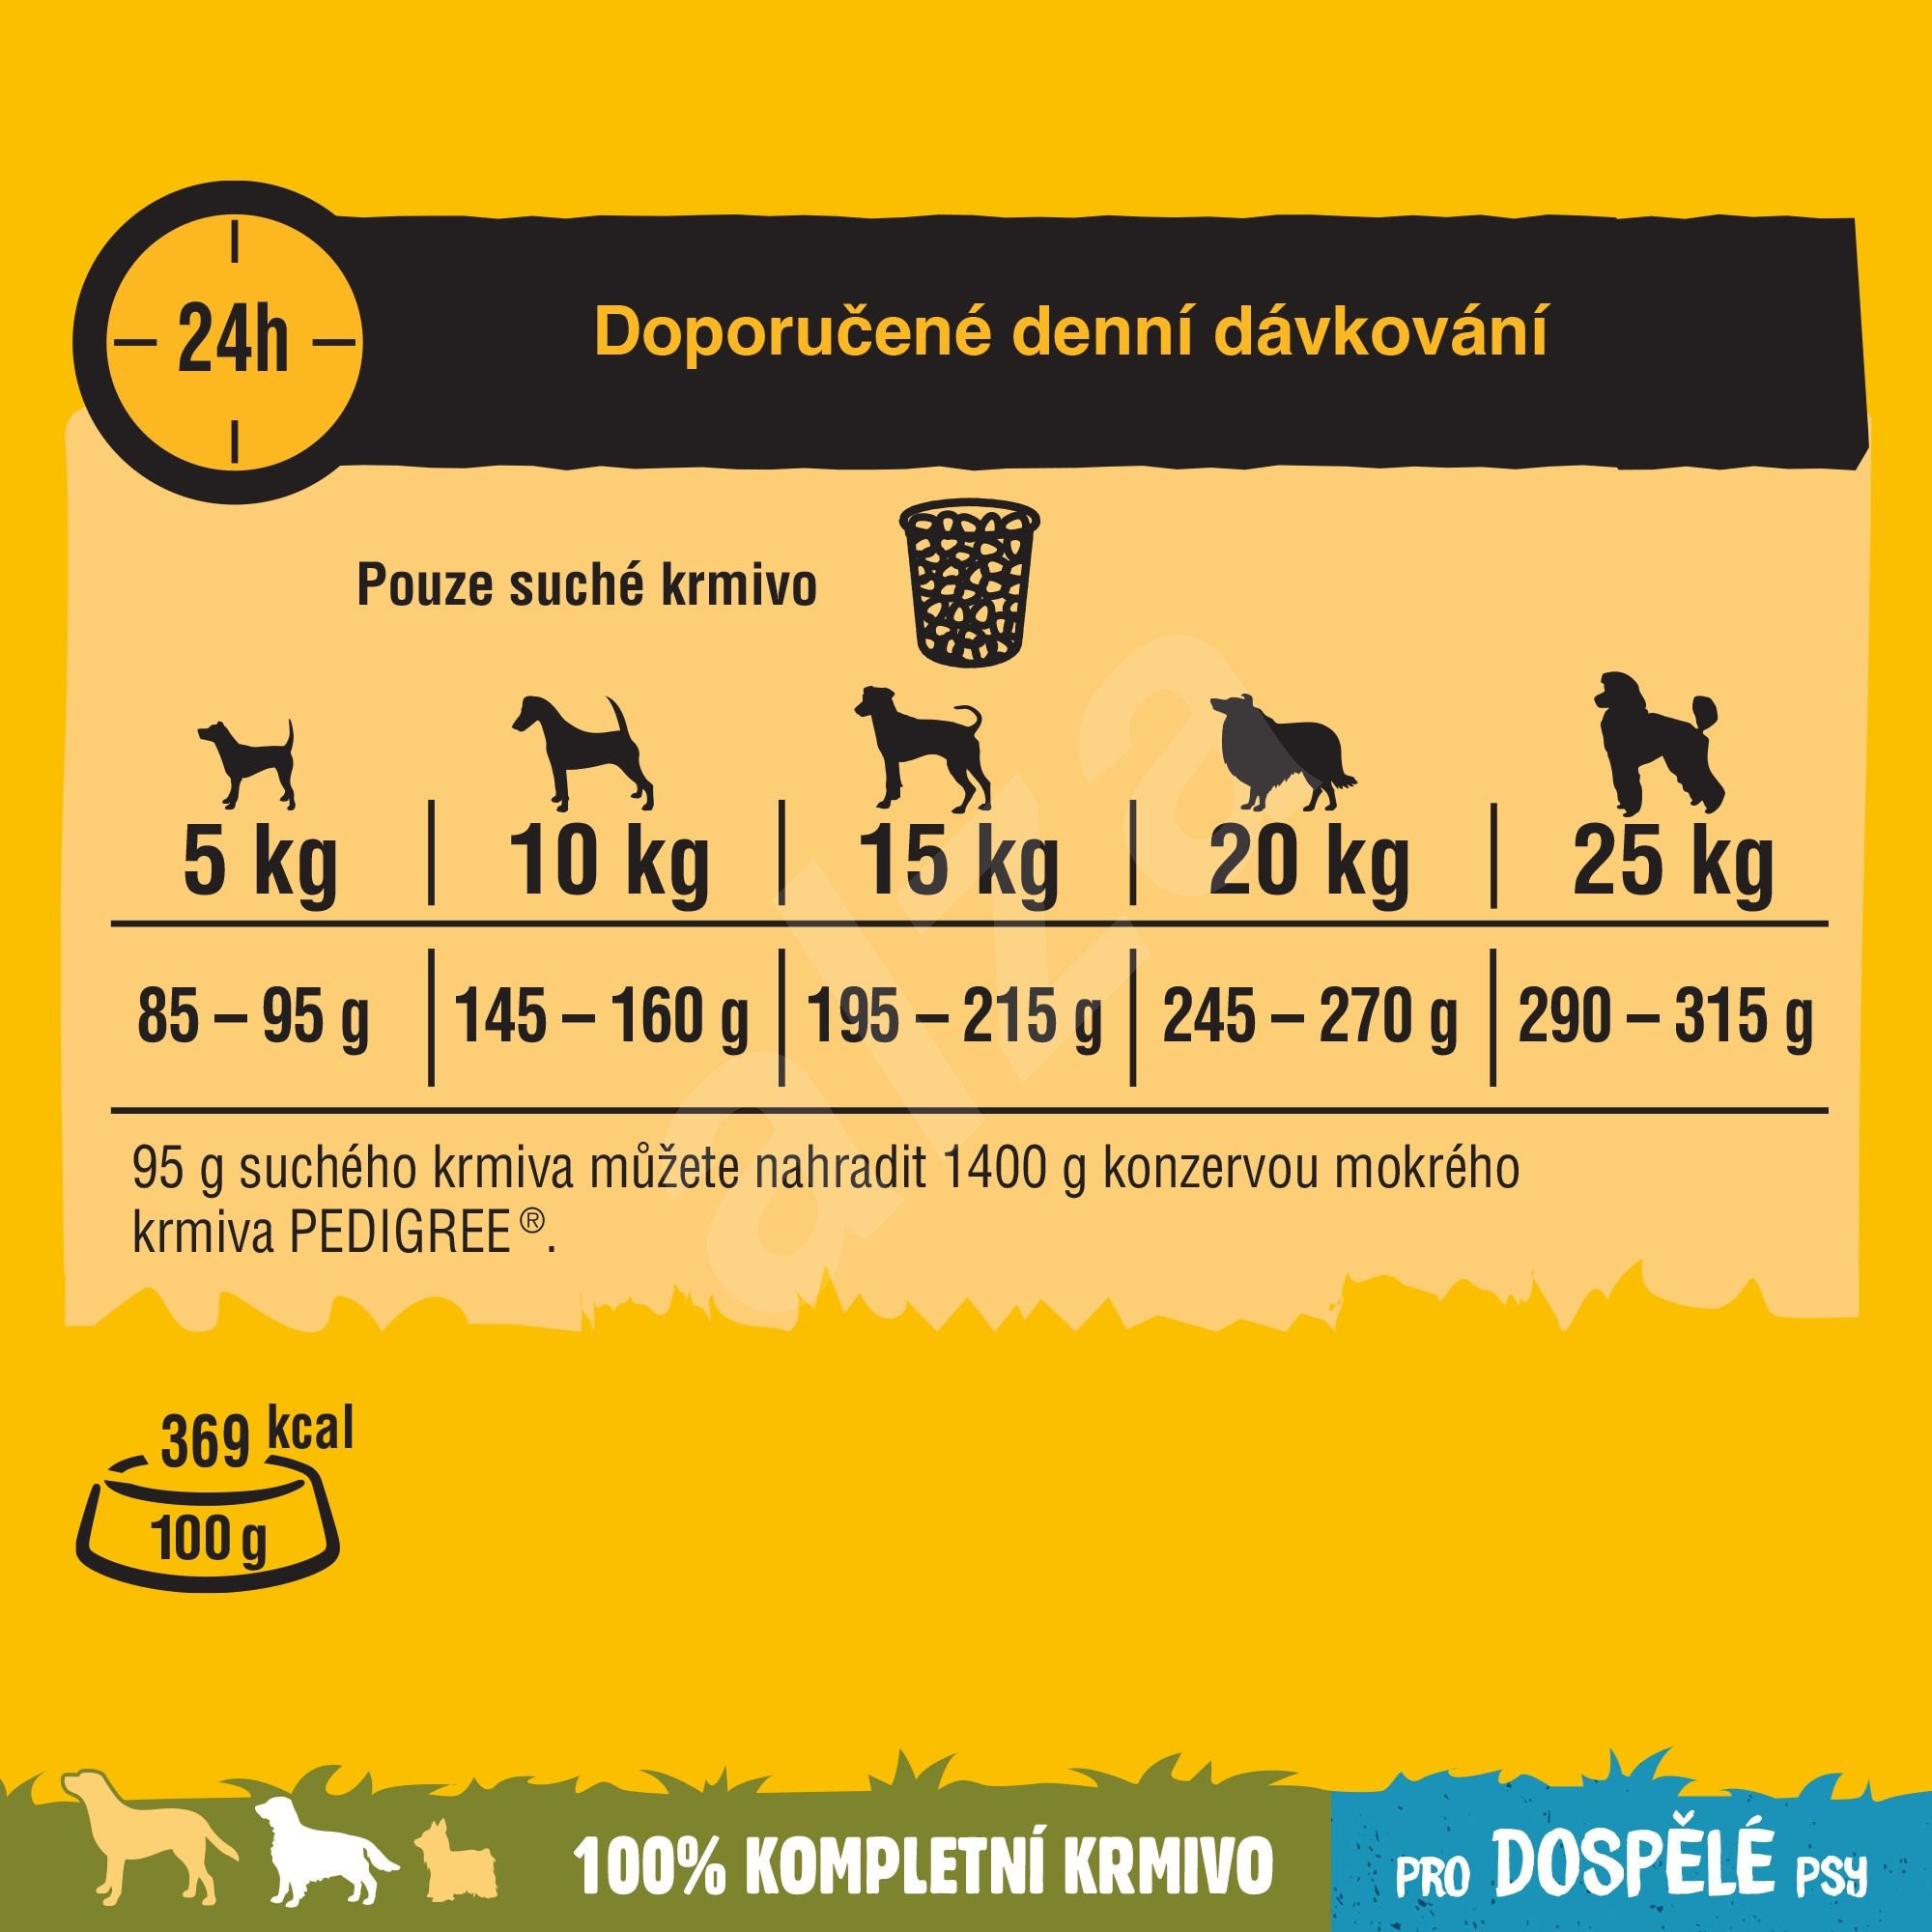 24h
Doporučené denní dávkování
Pouze suché krmivo
5 kg
10 kg
15 kg
20 kg
25 kg
85 – 95 g
145 – 160 g
195 – 215 g
245 – 270 g
290 – 315 g
95 g suchého krmiva můžete nahradit 1400 g konzervou mokrého
krmiva PEDIGREE®.
alza
369 kcal
100 g
100% KOMPLETNÍ KRMIVO
PRO DOSPĚLÉ PSY